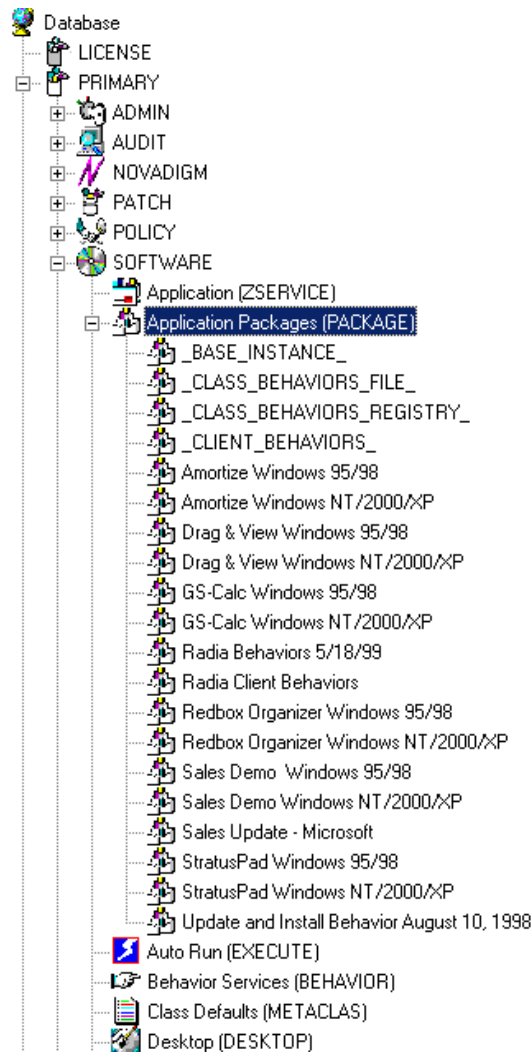 Database
LICENSE
PRIMARY
ADMIN
AUDIT
NOVADIGM
PATCH
POLICY
SOFTWARE
Application (ZSERVICE)
Application Packages (PACKAGE)
_BASE_INSTANCE_
_CLASS_BEHAVIORS_FILE_
_CLASS_BEHAVIORS_REGISTRY_
_CLIENT_BEHAVIORS_
Amortize Windows 95/98
Amortize Windows NT/2000/XP
Drag & View Windows 95/98
Drag & View Windows NT/2000/XP
GS-Calc Windows 95/98
GS-Calc Windows NT/2000/XP
Radia Behaviors 5/18/99
Radia Client Behaviors
Redbox Organizer Windows 95/98
Redbox Organizer Windows NT/2000/XP
Sales Demo  Windows 95/98
Sales Demo Windows NT/2000/XP
Sales Update - Microsoft
StratusPad Windows 95/98
StratusPad Windows NT/2000/XP
Update and Install Behavior August 10, 1998
Auto Run (EXECUTE)
Behavior Services (BEHAVIOR)
Class Defaults (METACLAS)
Desktop (DESKTOP)